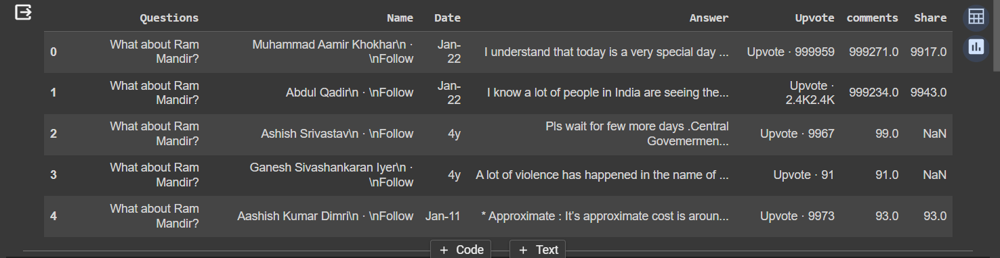 Questions Name Date Answer Upvote comments Share
0 What about Ram Mandir? Muhammad Aamir Khokhar\n · \nFollow Jan-22 I understand that today is a very special day ... Upvote · 999959 999271.0 9917.0
1 What about Ram Mandir? Abdul Qadir\n · \nFollow Jan-22 I know a lot of people in India are seeing the... Upvote · 2.4K2.4K 999234.0 9943.0
2 What about Ram Mandir? Ashish Srivastav\n · \nFollow 4y Pls wait for few more days .Central Govemermen... Upvote · 9967 99.0 NaN
3 What about Ram Mandir? Ganesh Sivashankaran Iyer\n · \nFollow 4y A lot of violence has happened in the name of ... Upvote · 91 91.0 NaN
4 What about Ram Mandir? Aashish Kumar Dimri\n · \nFollow Jan-11 * Approximate : It’s approximate cost is aroun... Upvote · 9973 93.0 93.0
+ Code + Text